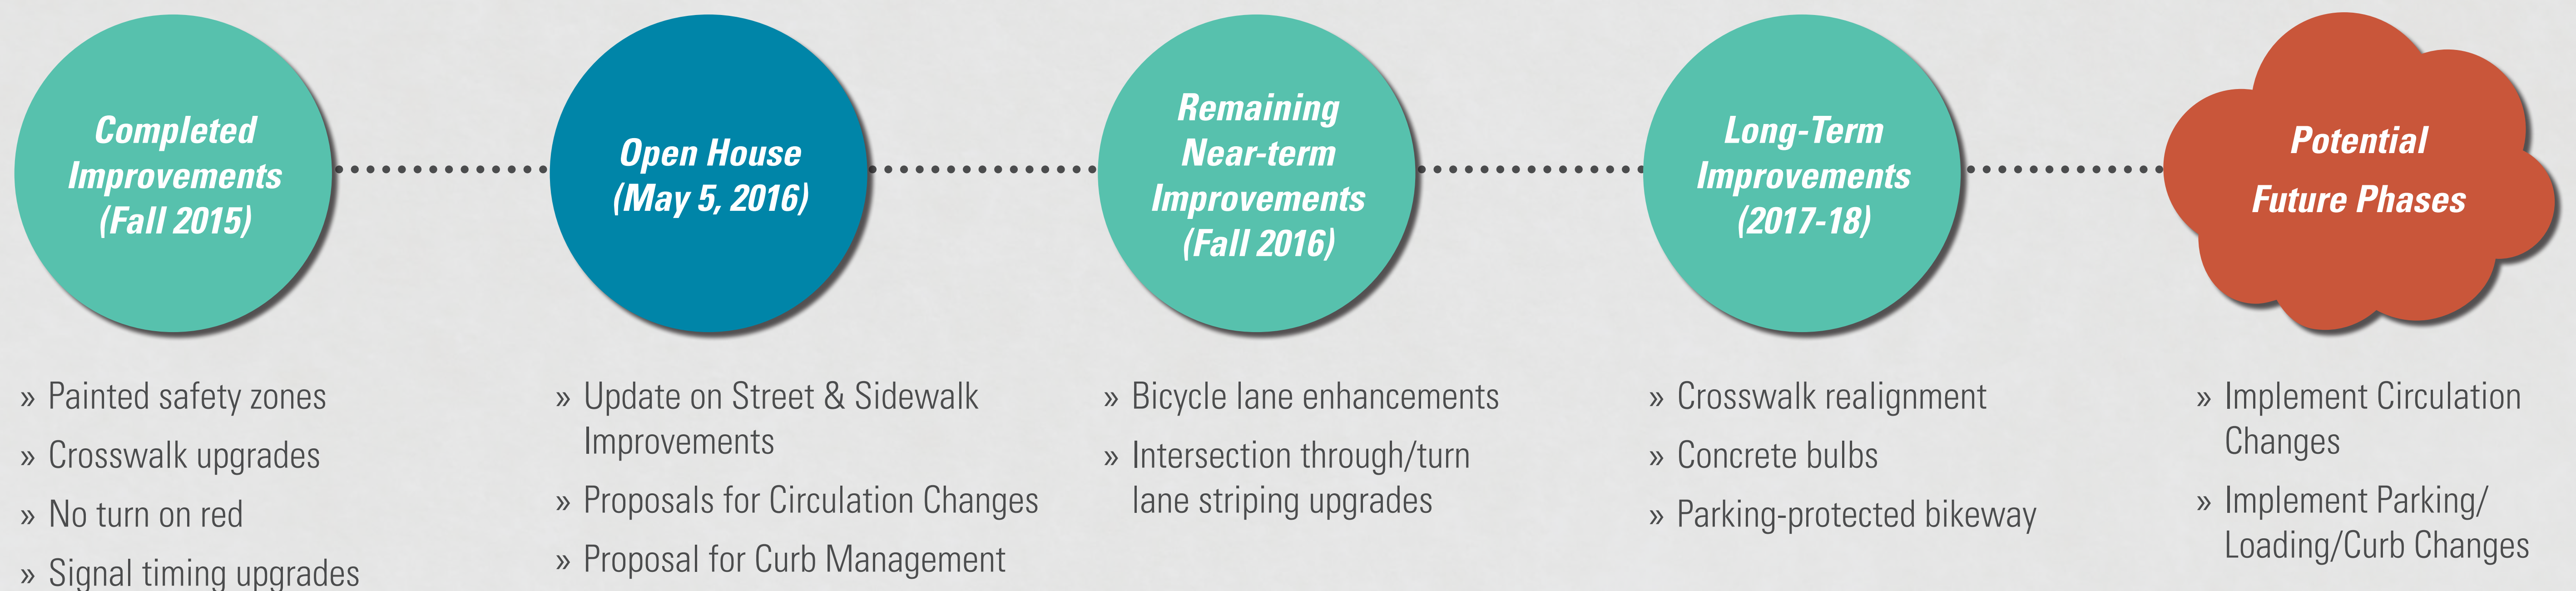 Completed
Improvements
(Fall 2015)
» Painted safety zones
» Crosswalk upgrades
» No turn on red
» Signal timing upgrades
Open House
(May 5, 2016)
» Update on Street & Sidewalk
Improvements
» Proposals for Circulation Changes
» Proposal for Curb Management
Remaining
Near-term
Improvements
(Fall 2016)
» Bicycle lane enhancements
» Intersection through/turn
lane striping upgrades
Long-Term
Improvements
(2017-18)
» Crosswalk realignment
» Concrete bulbs
» Parking-protected bikeway
Potential
Future Phases
» Implement Circulation
Changes
» Implement Parking/
Loading/Curb Changes